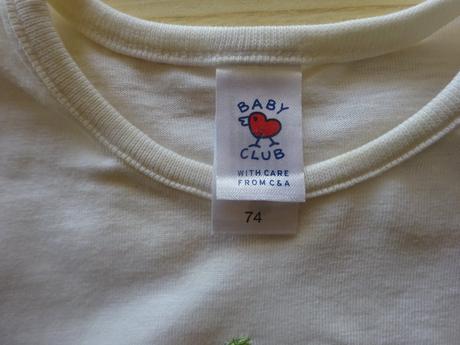 BABY
CLUB
WITH CARE
FROM C&A
74